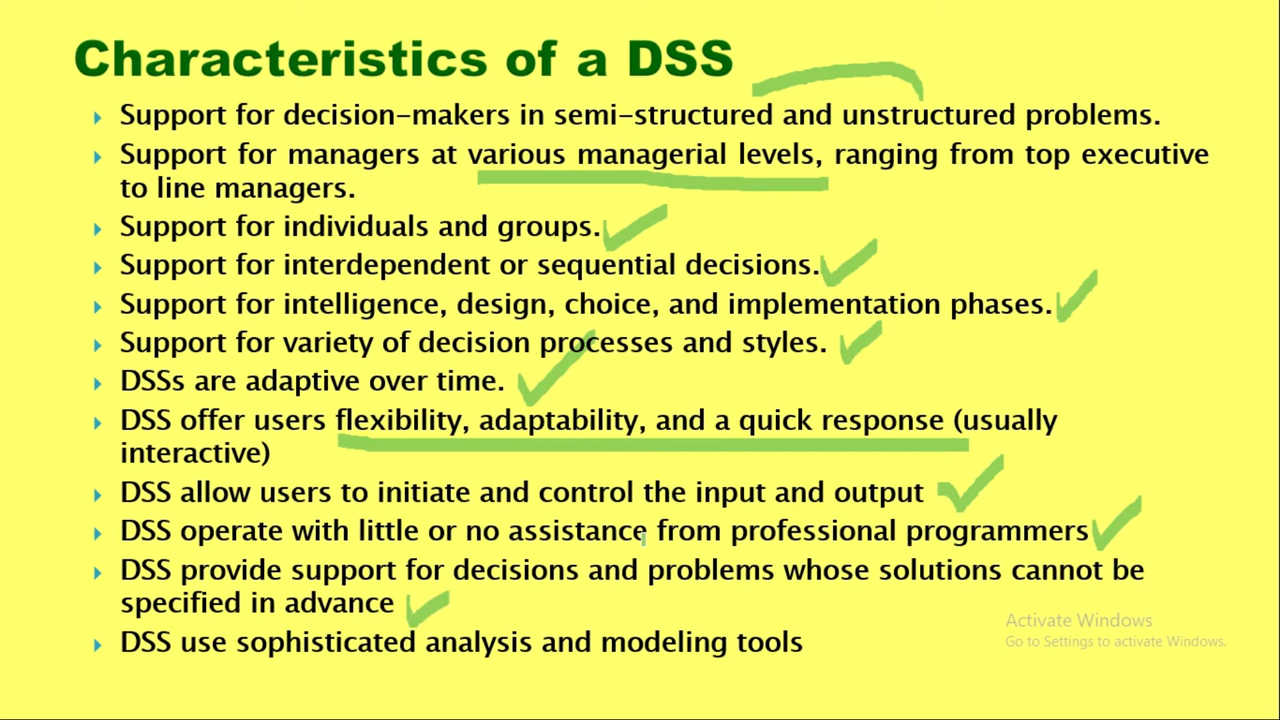 Characteristics of a DSS
Support for decision-makers in semi-structured and unstructured problems.
Support for managers at various managerial levels, ranging from top executive
to line managers.
Support for individuals and groups.
Support for interdependent or sequential decisions.
Support for intelligence, design, choice, and implementation phases.
Support for variety of decision processes and styles.
DSSs are adaptive over time.
DSS offer users flexibility, adaptability, and a quick response (usually
interactive)
DSS allow users to initiate and control the input and output
DSS operate with little or no assistance from professional programmers
DSS provide support for decisions and problems whose solutions cannot be
specified in advance
DSS use sophisticated analysis and modeling tools
Activate Windows
Go to Settings to activate Windows.